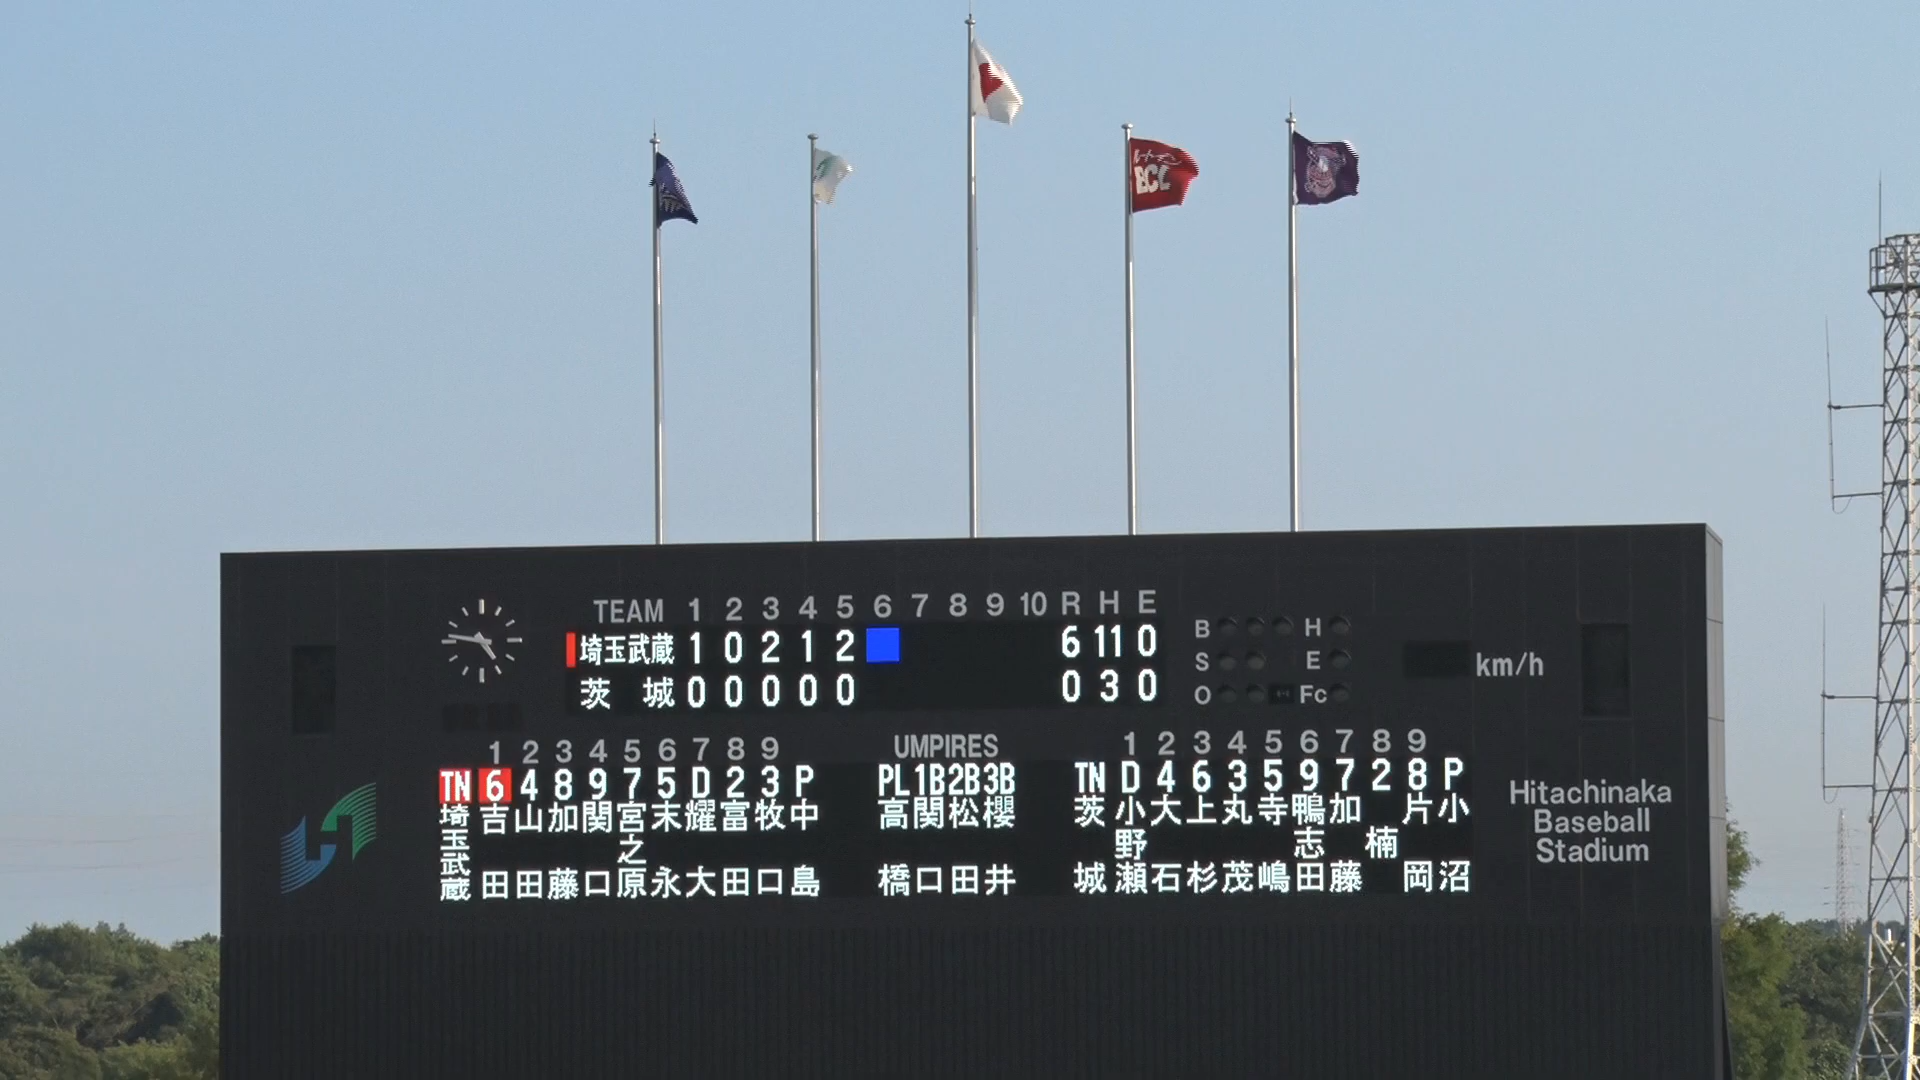 ルートイン
BCL
TEAM 1 2 3 4 5 6 7 8 9 10 R H E
埼玉武蔵 1 0 2 1 2 6 11 0
茨城 0 0 0 0 0 0 3 0
B H
S E
O Fc
km/h
1 2 3 4 5 6 7 8 9
TN 6 4 8 9 7 5 D 2 3 P
埼玉武蔵 吉田 山田 加藤 関口 宮之原 末永 耀大 富田 牧口 中島
UMPIRES
PL 1B 2B 3B
高橋 関口 松田 櫻井
1 2 3 4 5 6 7 8 9
TN D 4 6 3 5 9 7 2 8 P
茨城 小野瀬 大石 上杉 丸茂 寺嶋 鴨志田 加藤 楠 片岡 小沼
Hitachinaka
Baseball
Stadium